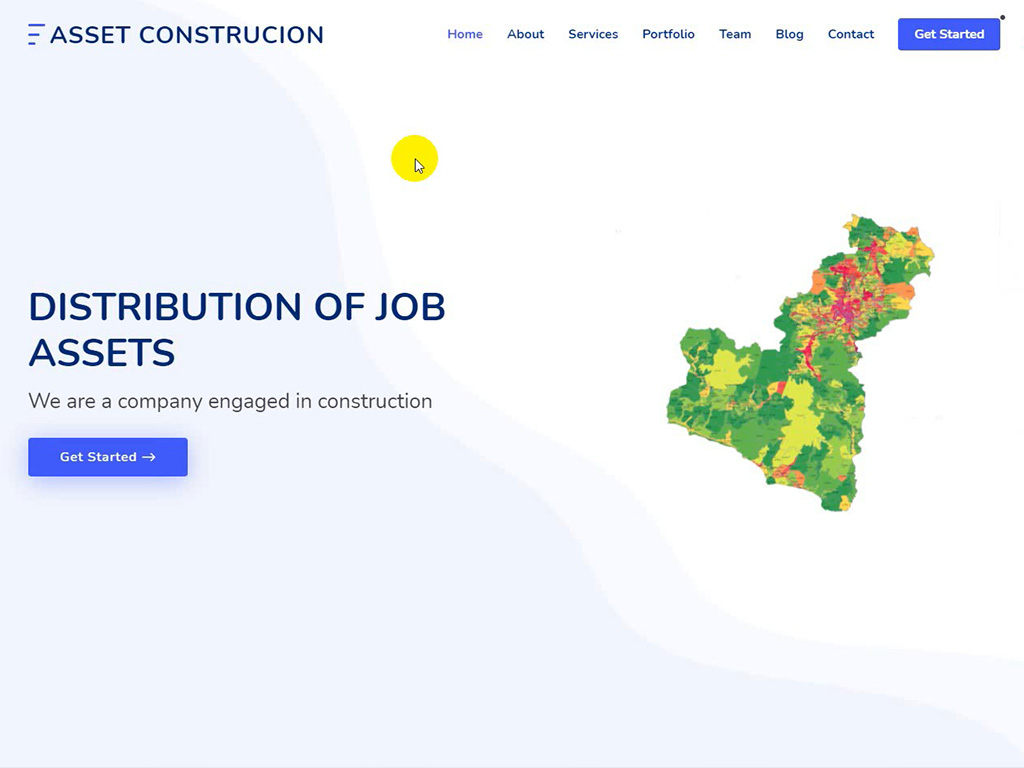 ASSET CONSTRUCION
Home About Services Portfolio Team Blog Contact Get Started
DISTRIBUTION OF JOB
ASSETS
We are a company engaged in construction
Get Started →